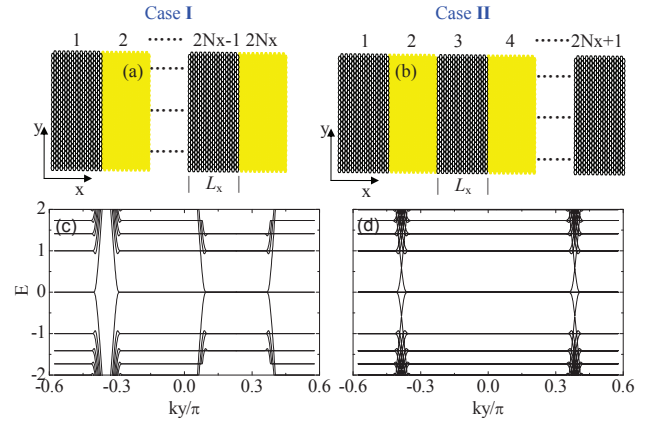 Case I
Case II
1 2 ...... 2Nx-1 2Nx
1 2 3 4 ...... 2Nx+1
(a)
(b)
y
x
Lx
y
x
Lx
(c)
(d)
E
2
1
0
-1
-2
-0.6 -0.3 0.0 0.3 0.6
-0.6 -0.3 0.0 0.3 0.6
ky/π
ky/π